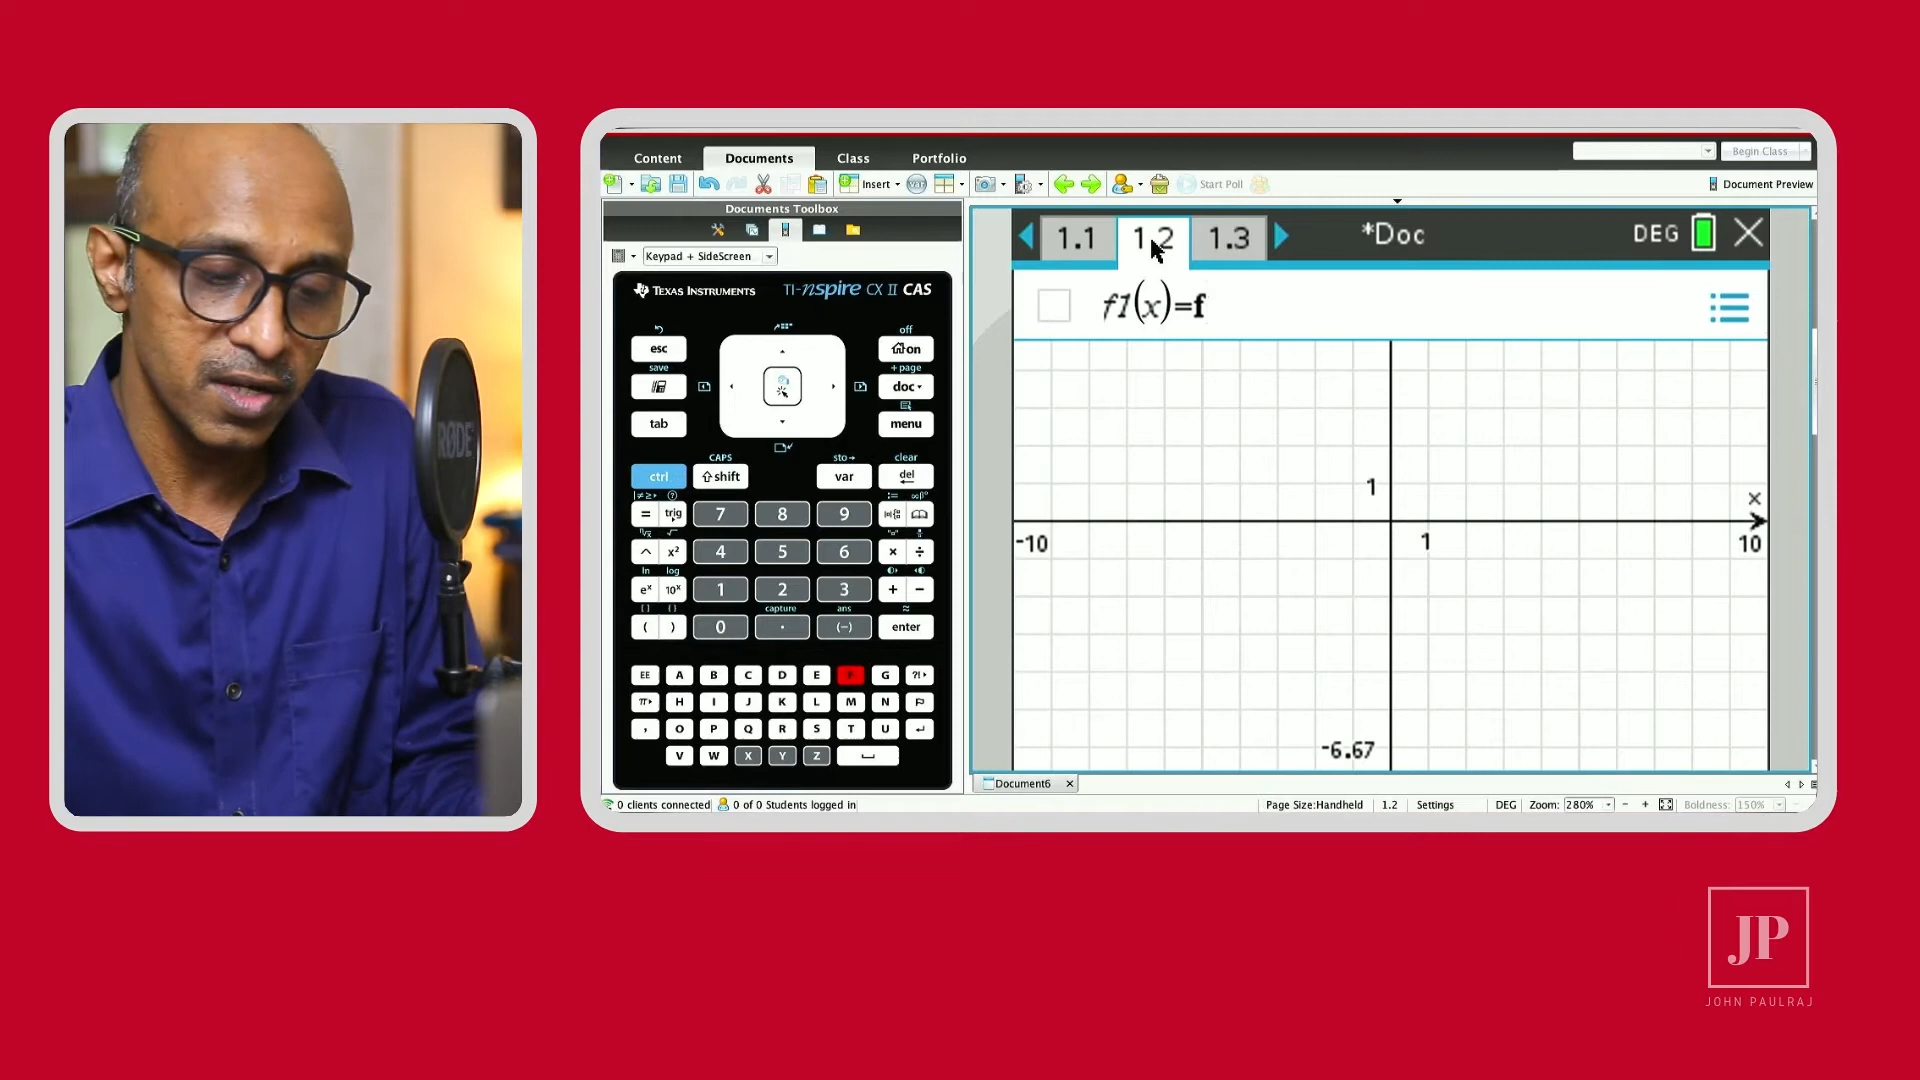 Content Documents Class Portfolio Begin Class
Insert var Start Poll Document Preview
Documents Toolbox
Keypad + SideScreen
TEXAS INSTRUMENTS TI-nspire CX II CAS
off
esc on
save + page
doc
tab menu
CAPS sto→ clear
ctrl shift var del
= trig 7 8 9
^ x² 4 5 6 × ÷
ln log
eˣ 10ˣ 1 2 3 + −
[ ] { } capture ans ≈
( ) 0 . (−) enter
EE A B C D E F G ?!▸
π▸ H I J K L M N
, O P Q R S T U ↵
V W X Y Z
1.1 1.2 1.3 *Doc DEG
f1(x)=f
1
x
-10 1 10
-6.67
Document6
0 clients connected 0 of 0 Students logged in Page Size:Handheld 1.2 Settings DEG Zoom: 280% − + Boldness: 150%
RØDE
JP
JOHN PAULRAJ